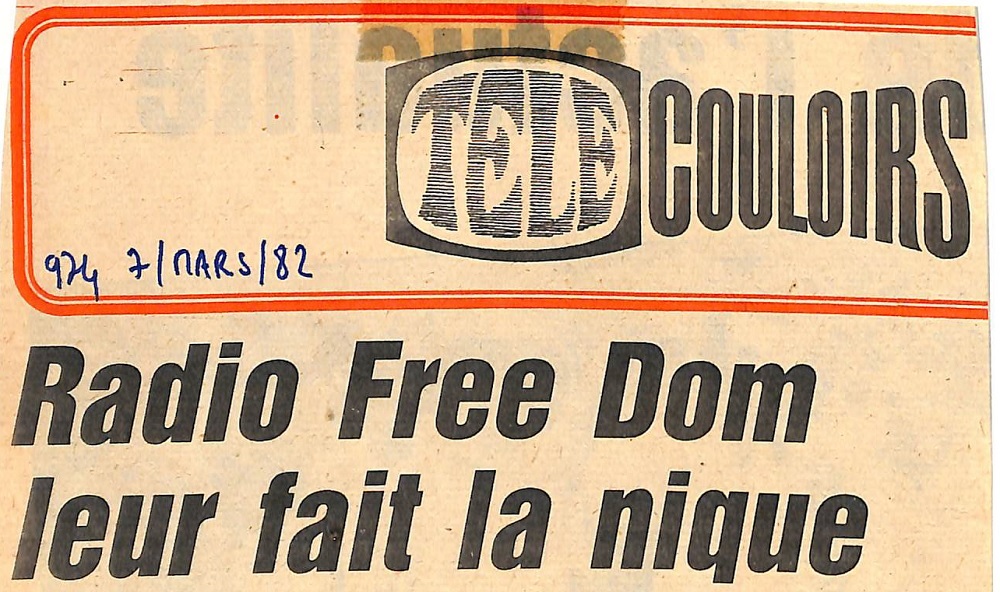 TELE COULOIRS
974 7/MARS/82
Radio Free Dom
leur fait la nique